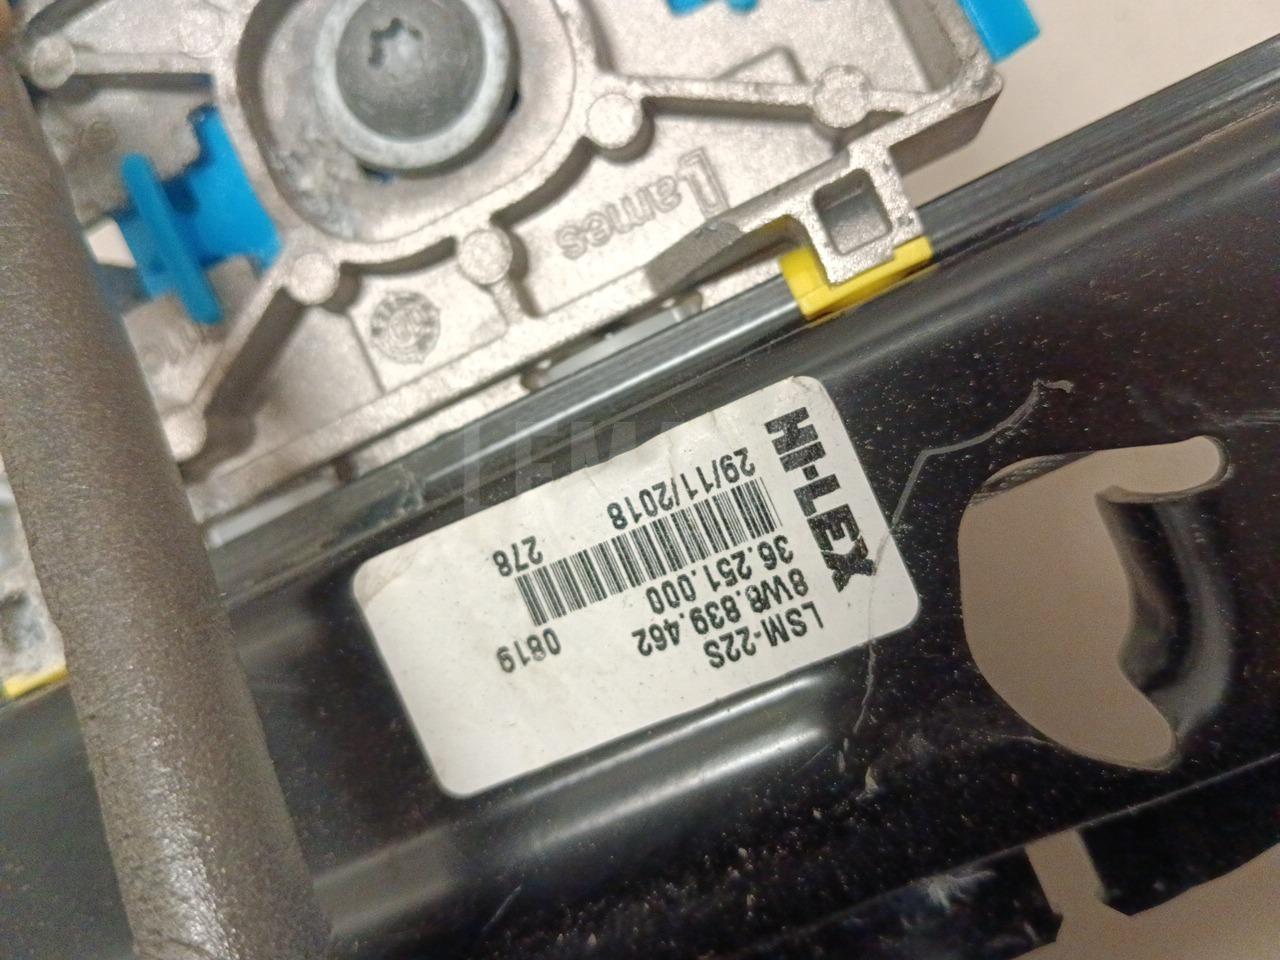 HI-LEX
LSM-22S
8W8.839.462
36.251.000
0819
29/11/2018
278
Lames